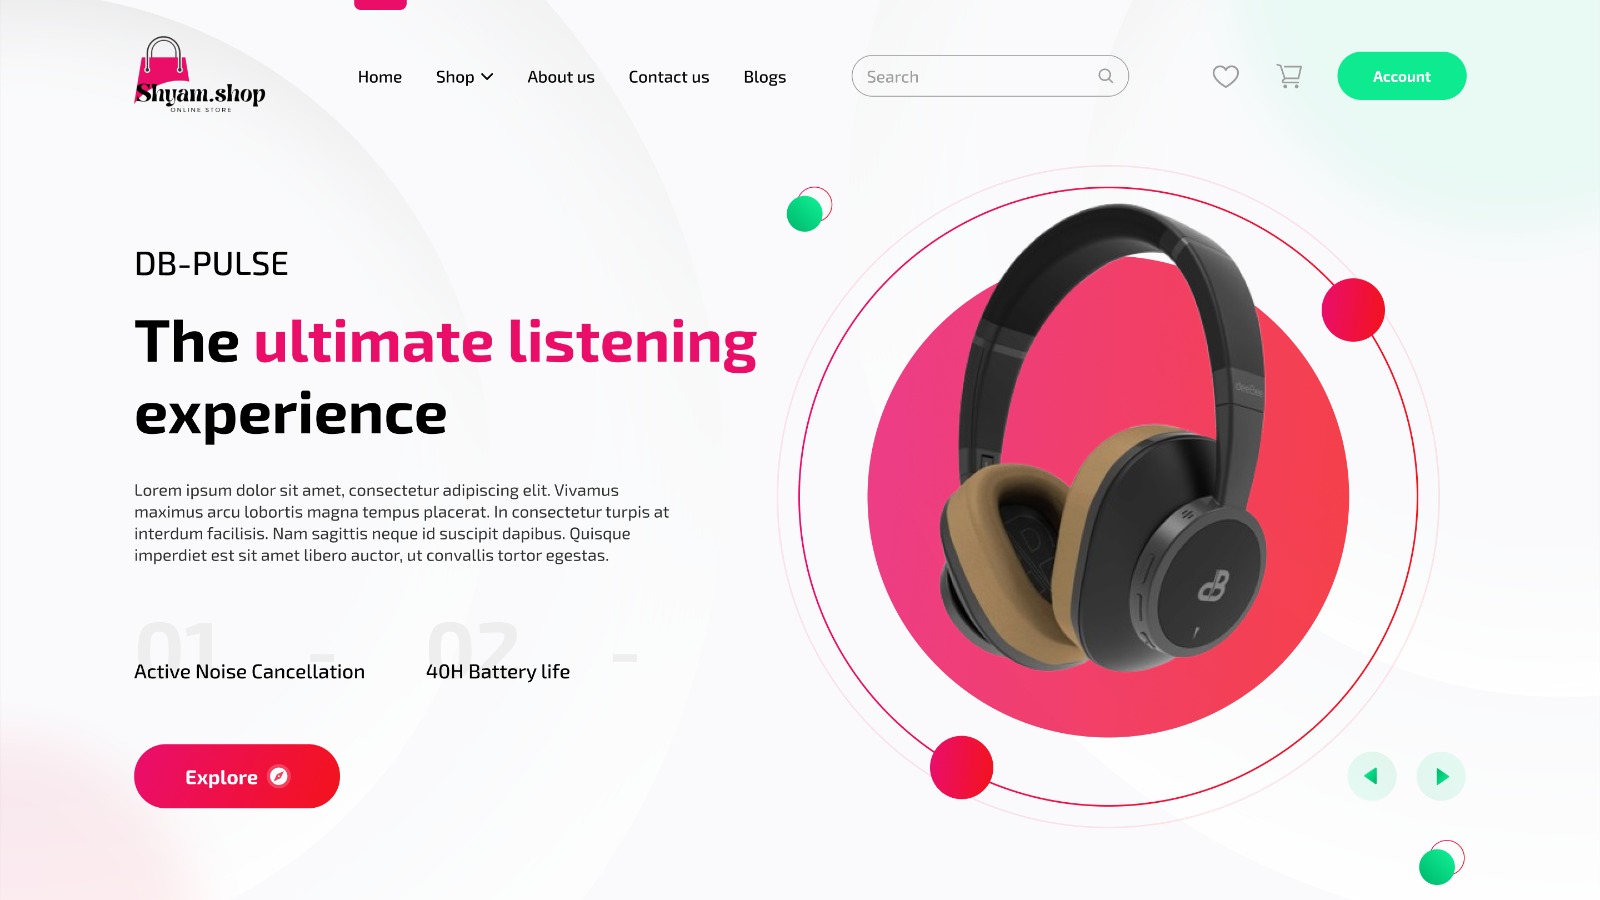 Shyam.shop
ONLINE STORE
Home
Shop
About us
Contact us
Blogs
Search
Account
DB-PULSE
The ultimate listening
experience
Lorem ipsum dolor sit amet, consectetur adipiscing elit. Vivamus
maximus arcu lobortis magna tempus placerat. In consectetur turpis at
interdum facilisis. Nam sagittis neque id suscipit dapibus. Quisque
imperdiet est sit amet libero auctor, ut convallis tortor egestas.
01 - 02 -
Active Noise Cancellation
40H Battery life
Explore
dB